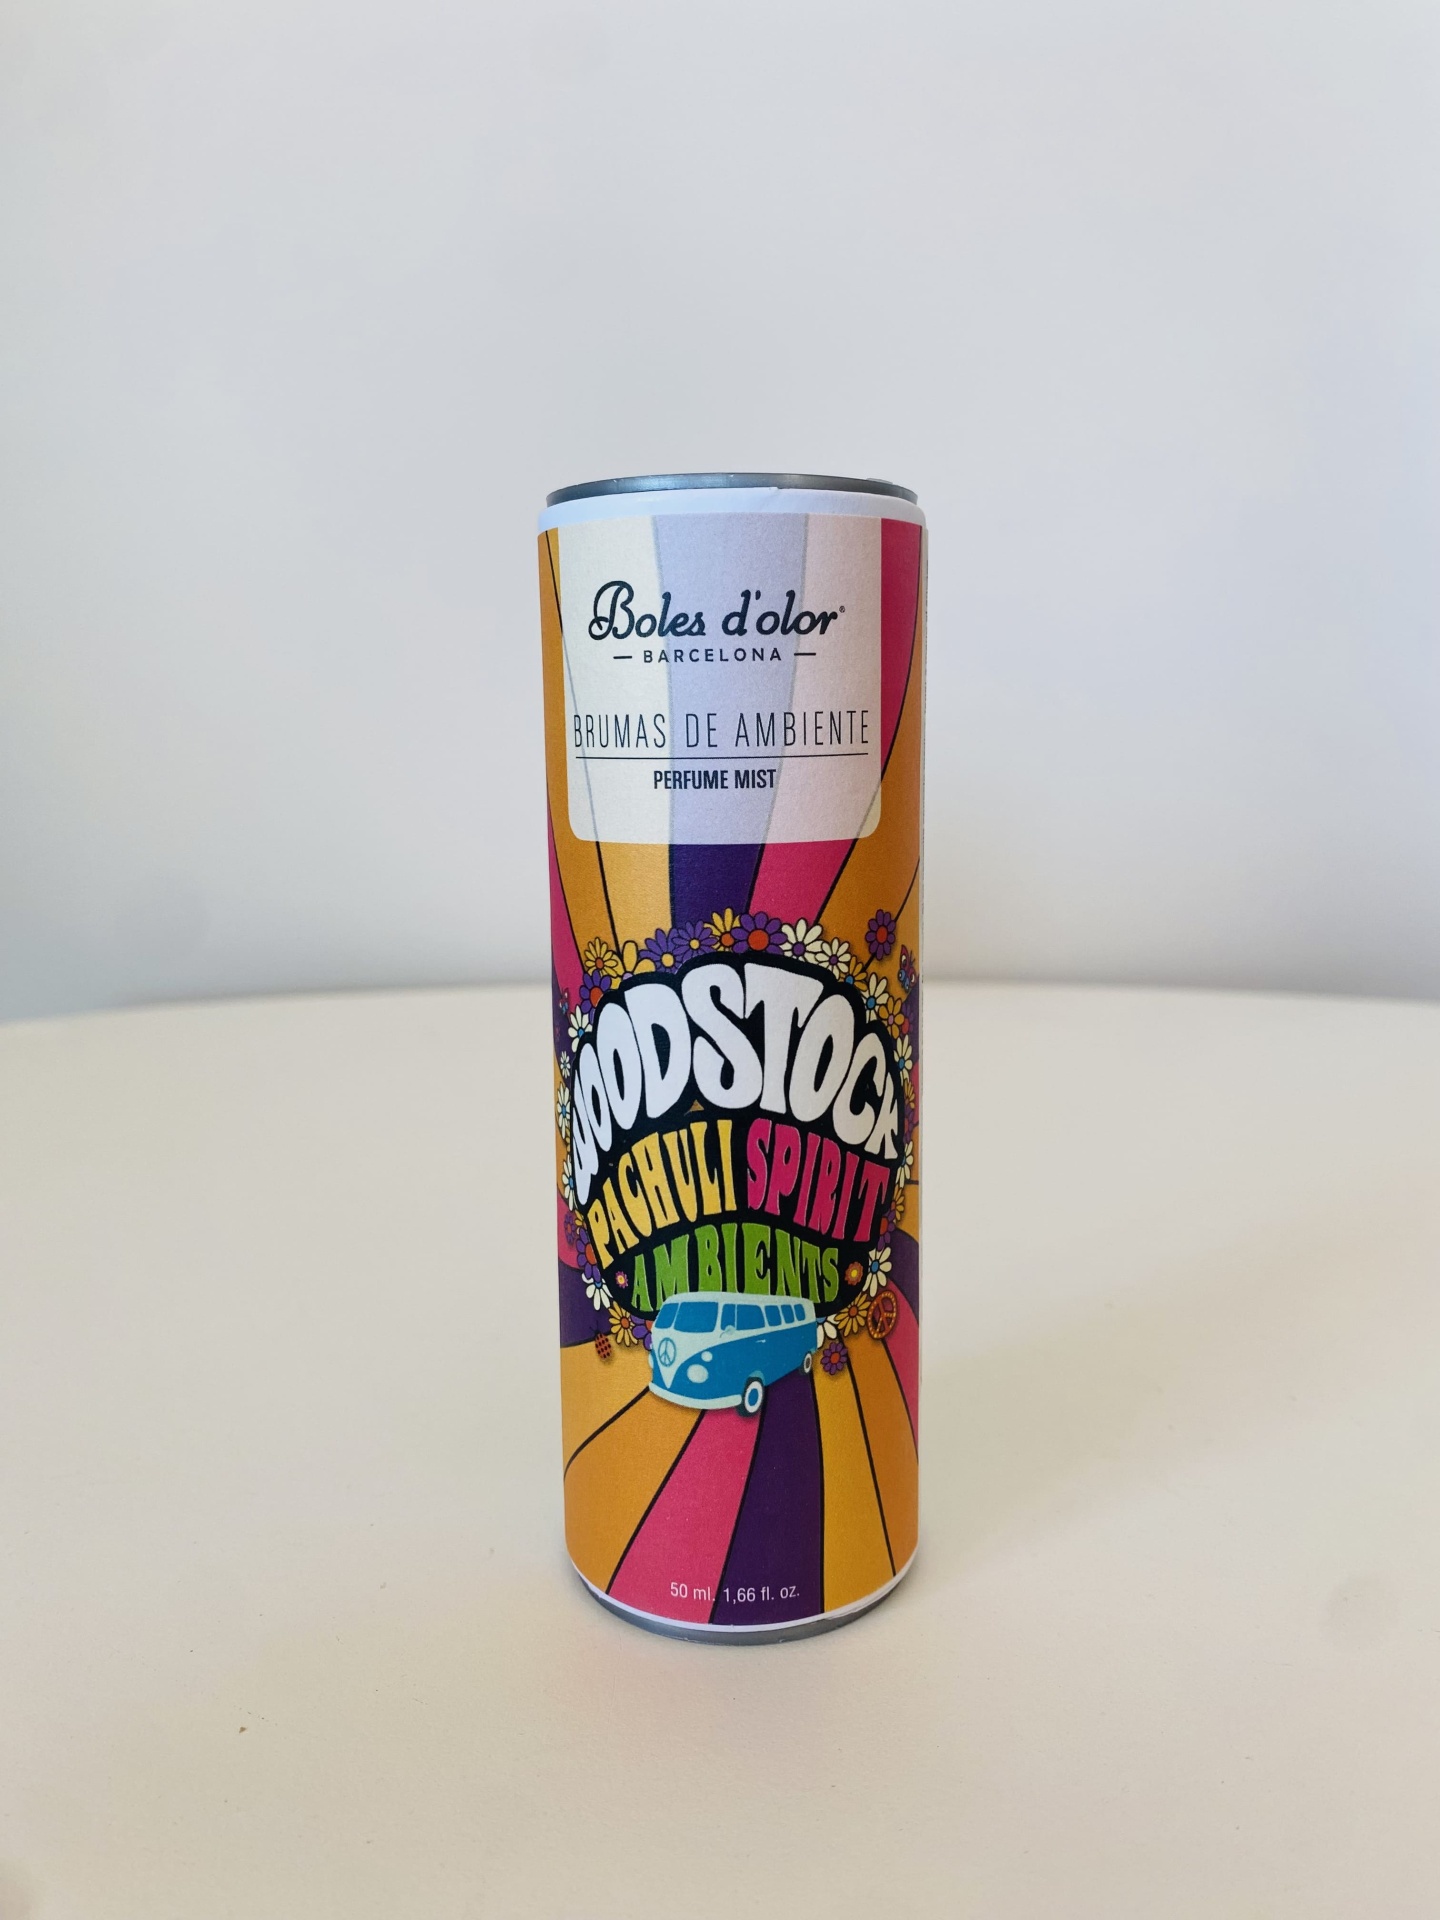 Boles d'olor®
— BARCELONA —
BRUMAS DE AMBIENTE
PERFUME MIST
WOODSTOCK
PACHULI SPIRIT
AMBIENTS
50 ml. 1,66 fl. oz.